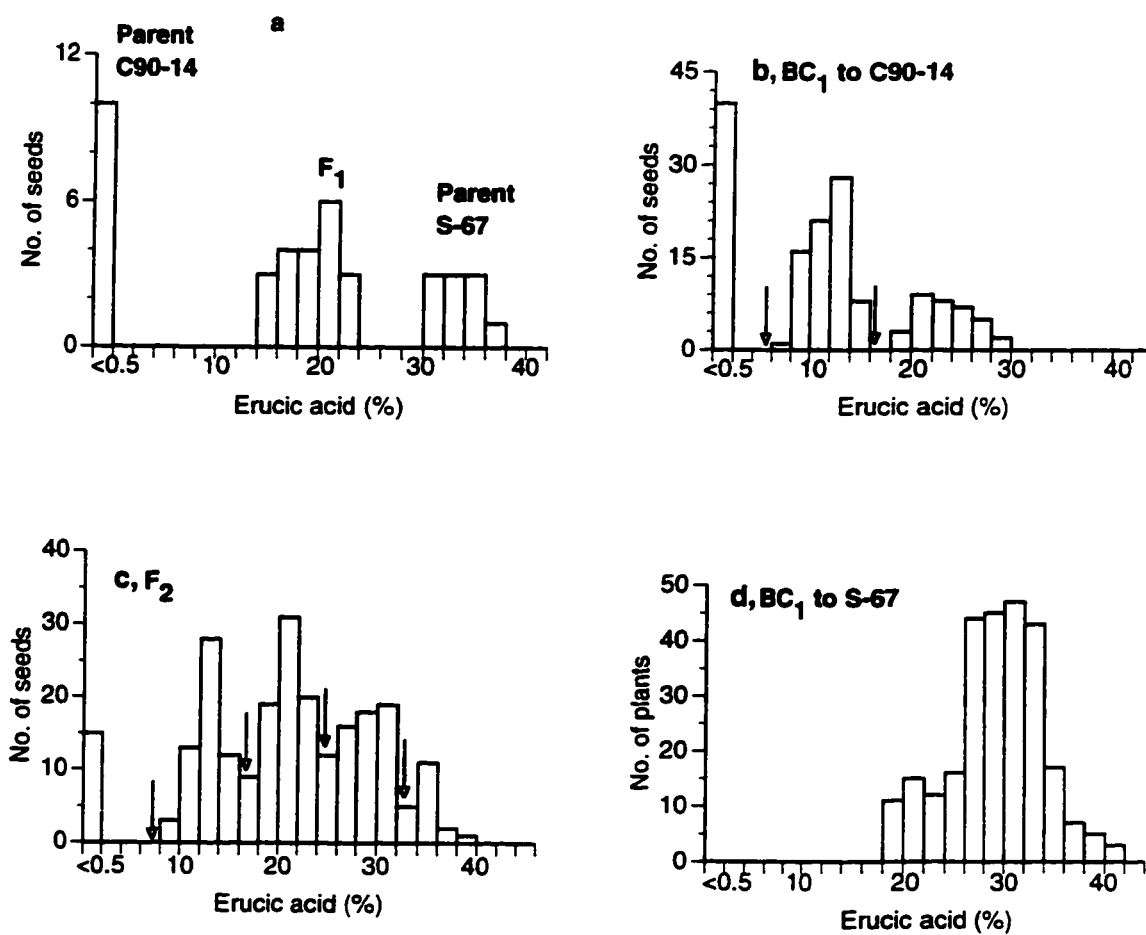 a
Parent
C90-14
12
6
0
No. of seeds
F1
Parent
S-67
<0.5 10 20 30 40
Erucic acid (%)
b, BC1 to C90-14
45
30
15
0
No. of seeds
<0.5 10 20 30 40
Erucic acid (%)
c, F2
40
30
20
10
0
No. of seeds
<0.5 10 20 30 40
Erucic acid (%)
d, BC1 to S-67
50
40
30
20
10
0
No. of plants
<0.5 10 20 30 40
Erucic acid (%)